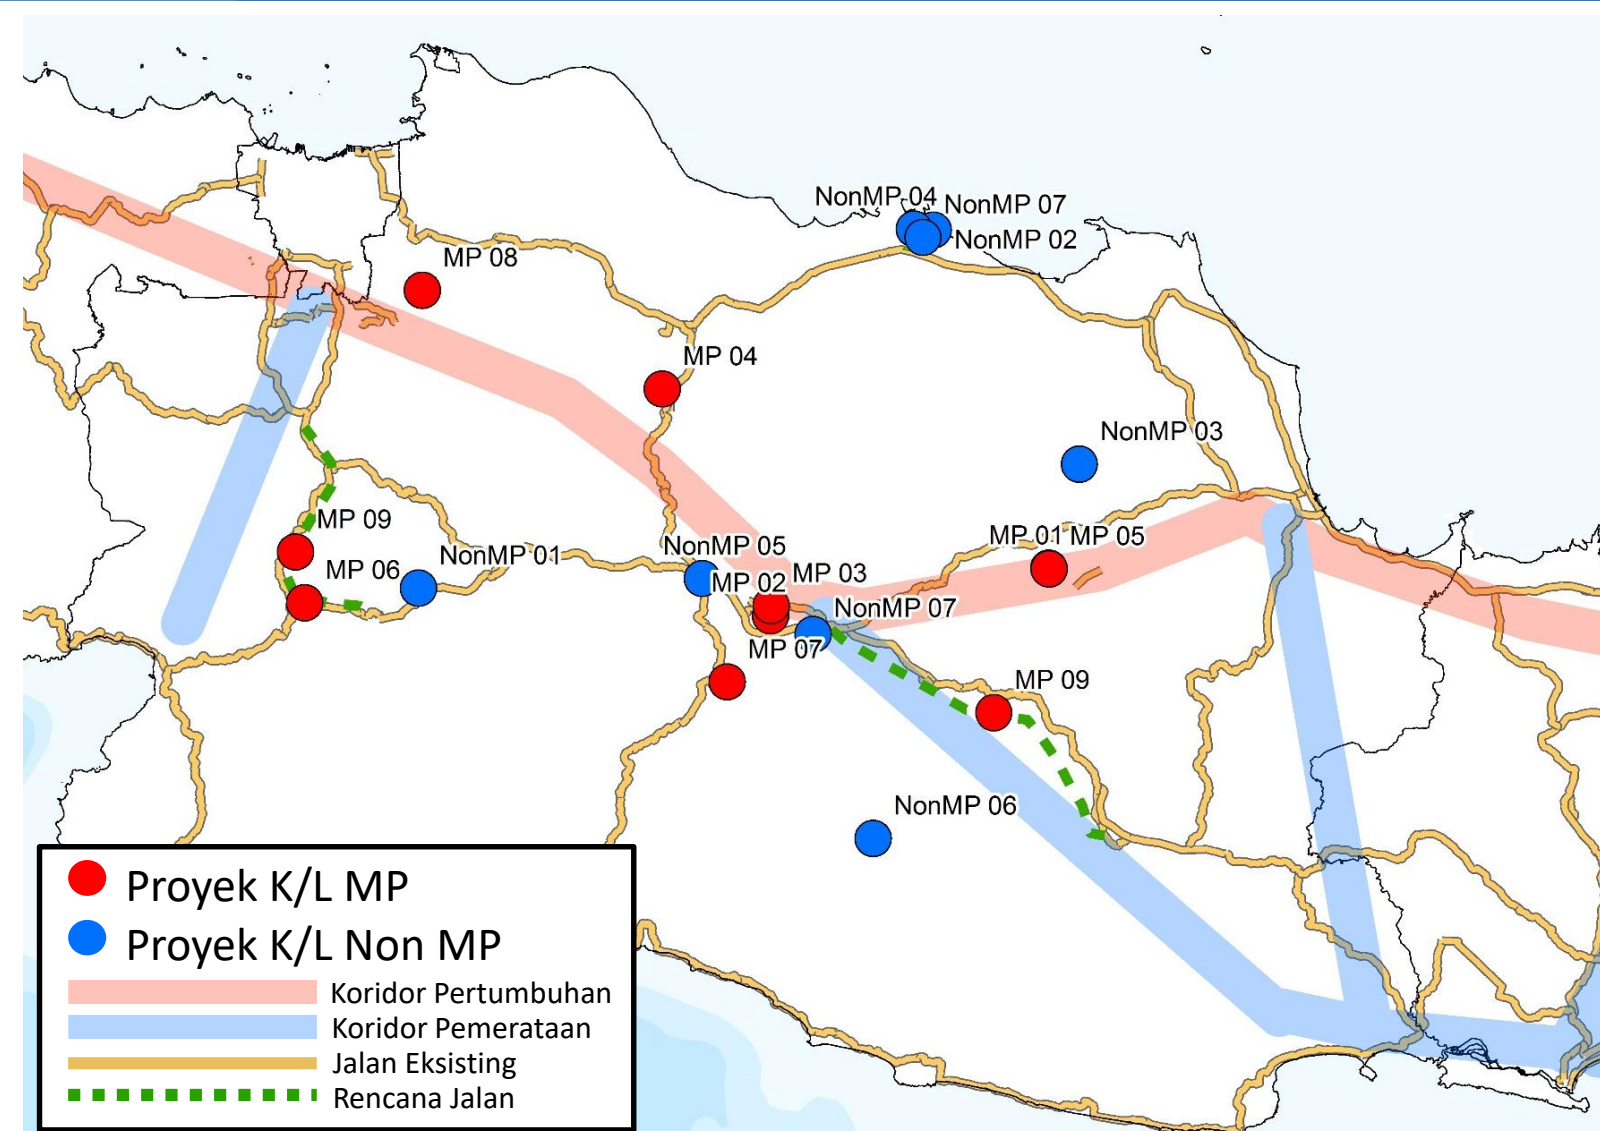 NonMP 04
NonMP 07
NonMP 02
MP 08
MP 04
NonMP 03
MP 09
MP 06
NonMP 01
NonMP 05
MP 02
MP 03
MP 01
MP 05
NonMP 07
MP 07
MP 09
NonMP 06
Proyek K/L MP
Proyek K/L Non MP
Koridor Pertumbuhan
Koridor Pemerataan
Jalan Eksisting
Rencana Jalan